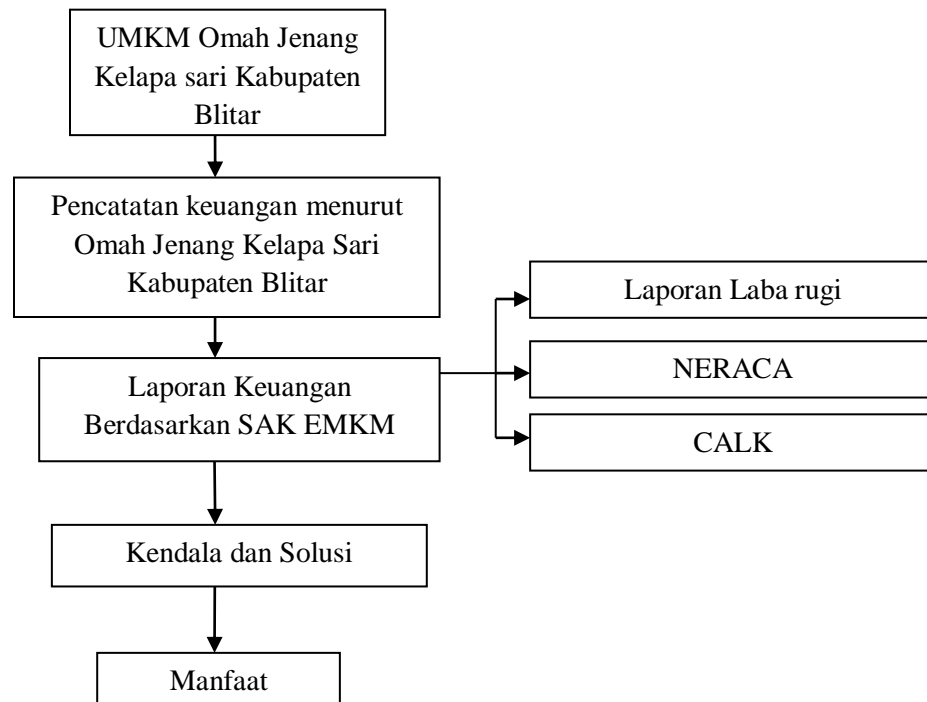 UMKM Omah Jenang
Kelapa sari Kabupaten
Blitar
Pencatatan keuangan menurut
Omah Jenang Kelapa Sari
Kabupaten Blitar
Laporan Keuangan
Berdasarkan SAK EMKM
Laporan Laba rugi
NERACA
CALK
Kendala dan Solusi
Manfaat